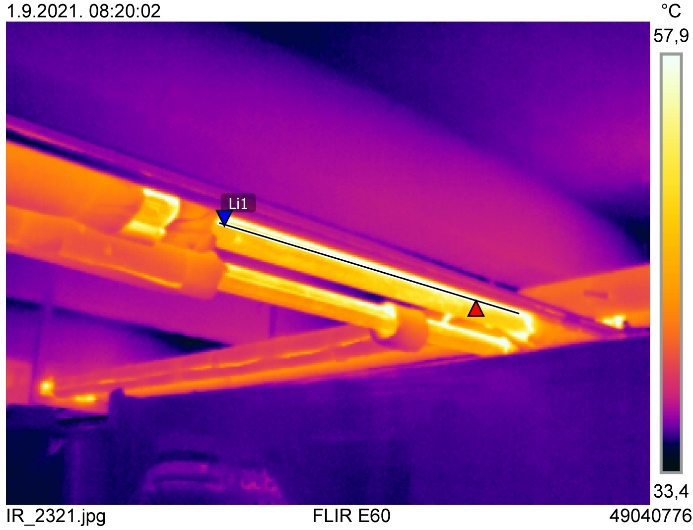 1.9.2021. 08:20:02
°C
57,9
Li1
33,4
IR_2321.jpg
FLIR E60
49040776